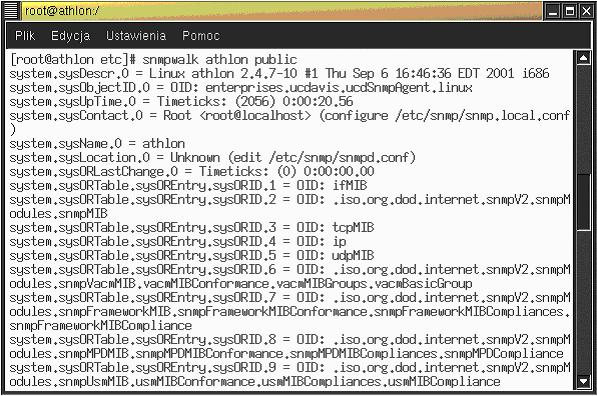 root@athlon:/
Plik Edycja Ustawienia Pomoc
[root@athlon etc]# snmpwalk athlon public
system.sysDescr.0 = Linux athlon 2.4.7-10 #1 Thu Sep 6 16:46:36 EDT 2001 i686
system.sysObjectID.0 = OID: enterprises.ucdavis.ucdSnmpAgent.linux
system.sysUpTime.0 = Timeticks: (2056) 0:00:20.56
system.sysContact.0 = Root <root@localhost> (configure /etc/snmp/snmp.local.conf
)
system.sysName.0 = athlon
system.sysLocation.0 = Unknown (edit /etc/snmp/snmpd.conf)
system.sysORLastChange.0 = Timeticks: (0) 0:00:00.00
system.sysORTable.sysOREntry.sysORID.1 = OID: ifMIB
system.sysORTable.sysOREntry.sysORID.2 = OID: .iso.org.dod.internet.snmpV2.snmpM
odules.snmpMIB
system.sysORTable.sysOREntry.sysORID.3 = OID: tcpMIB
system.sysORTable.sysOREntry.sysORID.4 = OID: ip
system.sysORTable.sysOREntry.sysORID.5 = OID: udpMIB
system.sysORTable.sysOREntry.sysORID.6 = OID: .iso.org.dod.internet.snmpV2.snmpM
odules.snmpVacmMIB.vacmMIBConformance.vacmMIBGroups.vacmBasicGroup
system.sysORTable.sysOREntry.sysORID.7 = OID: .iso.org.dod.internet.snmpV2.snmpM
odules.snmpFrameworkMIB.snmpFrameworkMIBConformance.snmpFrameworkMIBCompliances.
snmpFrameworkMIBCompliance
system.sysORTable.sysOREntry.sysORID.8 = OID: .iso.org.dod.internet.snmpV2.snmpM
odules.snmpMPDMIB.snmpMPDMIBConformance.snmpMPDMIBCompliances.snmpMPDCompliance
system.sysORTable.sysOREntry.sysORID.9 = OID: .iso.org.dod.internet.snmpV2.snmpM
odules.snmpUsmMIB.usmMIBConformance.usmMIBCompliances.usmMIBCompliance